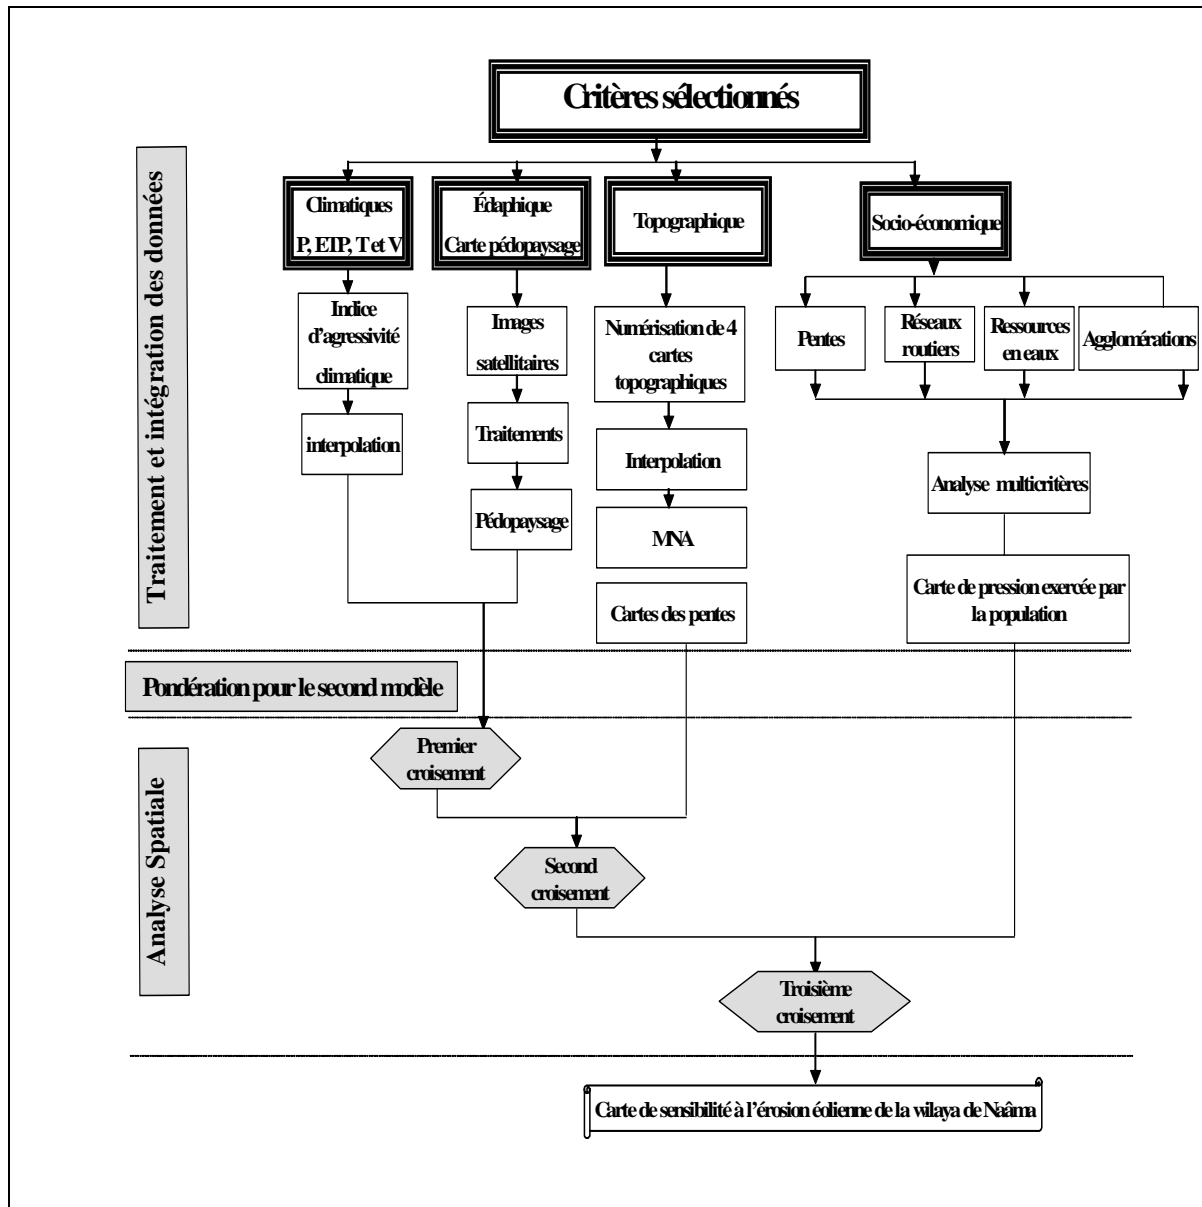 Critères sélectionnés
Traitement et intégration des données
Climatiques
P, ETP, T et V
Édaphique
Carte pédopaysage
Topographique
Socio-économique
Indice
d'agressivité
climatique
Images
satellitaires
Numérisation de 4
cartes
topographiques
Pentes
Réseaux
routiers
Ressources
en eaux
Agglomérations
interpolation
Traitements
Interpolation
Analyse multicritères
Pédopaysage
MNA
Cartes des pentes
Carte de pression exercée par
la population
Pondération pour le second modèle
Analyse Spatiale
Premier
croisement
Second
croisement
Troisième
croisement
Carte de sensibilité à l'érosion éolienne de la wilaya de Naâma